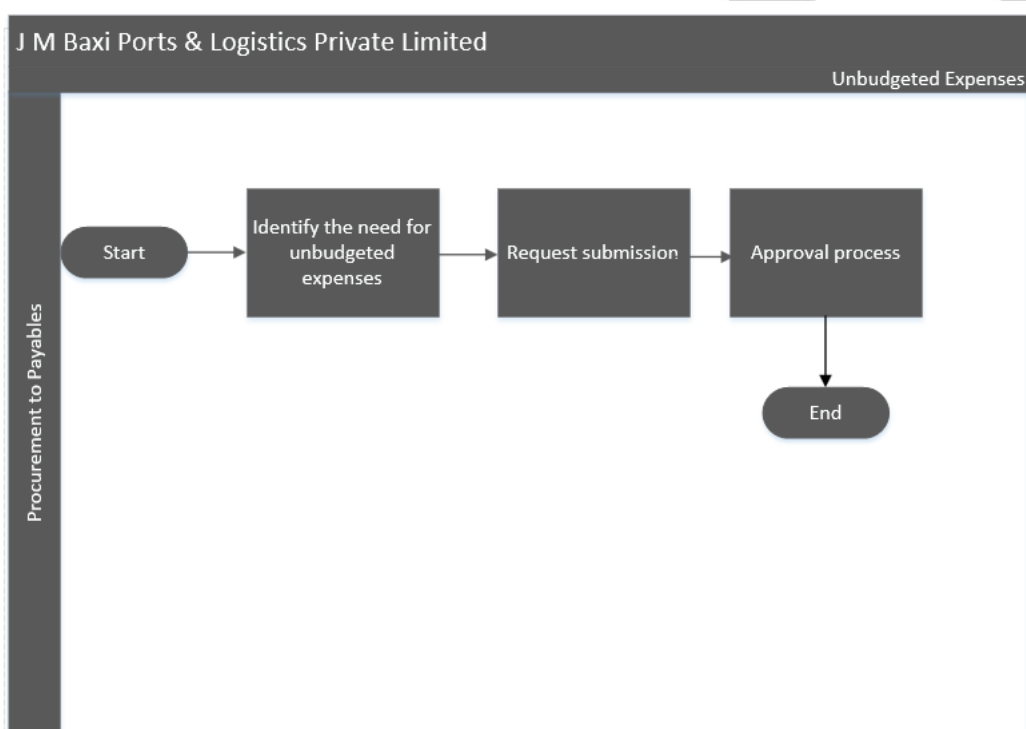 J M Baxi Ports & Logistics Private Limited
Unbudgeted Expenses
Procurement to Payables
Start
Identify the need for
unbudgeted
expenses
Request submission
Approval process
End